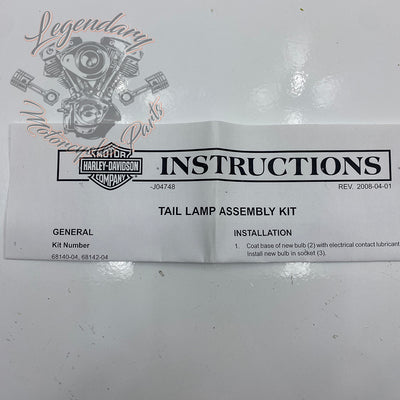 Legendary
Motorcycle Parts
MOTOR
HARLEY-DAVIDSON
COMPANY
INSTRUCTIONS
-J04748
REV. 2008-04-01
TAIL LAMP ASSEMBLY KIT
GENERAL
Kit Number
68140-04, 68142-04
INSTALLATION
1. Coat base of new bulb (2) with electrical contact lubricant
Install new bulb in socket (3).